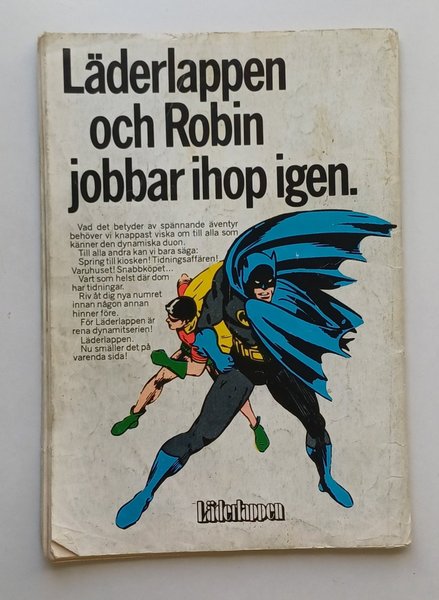 Läderlappen
och Robin
jobbar ihop igen.
Vad det betyder av spännande äventyr
behöver vi knappast viska om till alla som
känner den dynamiska duon.
Till alla andra kan vi bara säga:
Spring till kiosken! Tidningsaffären!
Varuhuset! Snabbköpet...
Vart som helst där dom
har tidningar.
Riv åt dig nya numret
innan någon annan
hinner före.
För Läderlappen är
rena dynamitserien!
Läderlappen.
Nu smäller det på
varenda sida!
Läderlappen